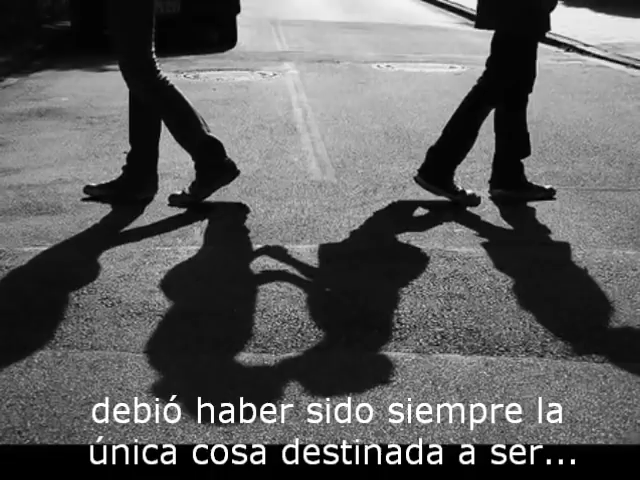 debió haber sido siempre la
única cosa destinada a ser...